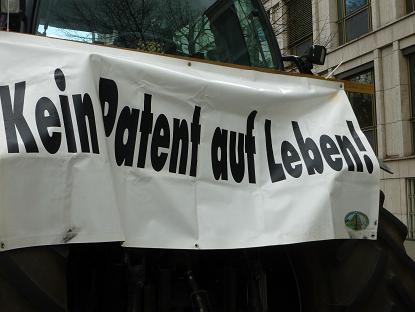 Kein Patent auf Leben!